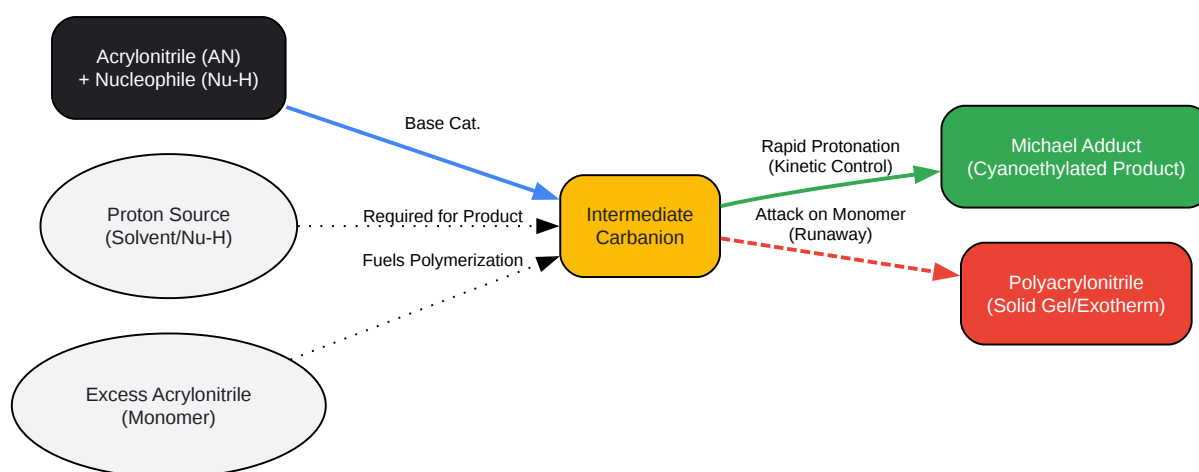 Acrylonitrile (AN)
+ Nucleophile (Nu-H)
Base Cat.
Proton Source
(Solvent/Nu-H)
Required for Product
Fuels Polymerization
Excess Acrylonitrile
(Monomer)
Intermediate
Carbanion
Rapid Protonation
(Kinetic Control)
Attack on Monomer
(Runaway)
Michael Adduct
(Cyanoethylated Product)
Polyacrylonitrile
(Solid Gel/Exotherm)